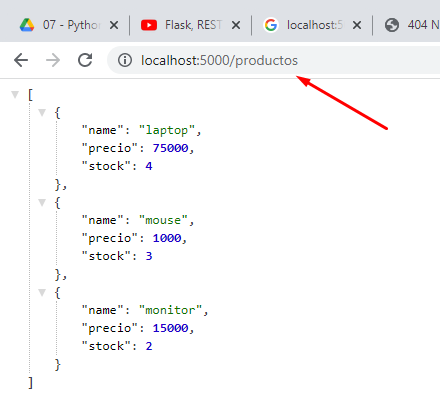 07 - Pytho
Flask, REST
localhost:5
404 N
localhost:5000/productos
[
{
"name": "laptop",
"precio": 75000,
"stock": 4
},
{
"name": "mouse",
"precio": 1000,
"stock": 3
},
{
"name": "monitor",
"precio": 15000,
"stock": 2
}
]